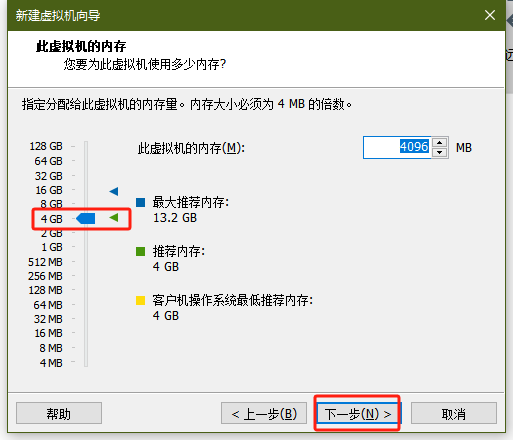 新建虚拟机向导
此虚拟机的内存
您要为此虚拟机使用多少内存?
指定分配给此虚拟机的内存量。内存大小必须为 4 MB 的倍数。
此虚拟机的内存(M): 4096 MB
128 GB
64 GB
32 GB
16 GB
8 GB
4 GB
2 GB
1 GB
512 MB
256 MB
128 MB
64 MB
32 MB
16 MB
8 MB
4 MB
最大推荐内存:
13.2 GB
推荐内存:
4 GB
客户机操作系统最低推荐内存:
4 GB
帮助 < 上一步(B) 下一步(N) > 取消